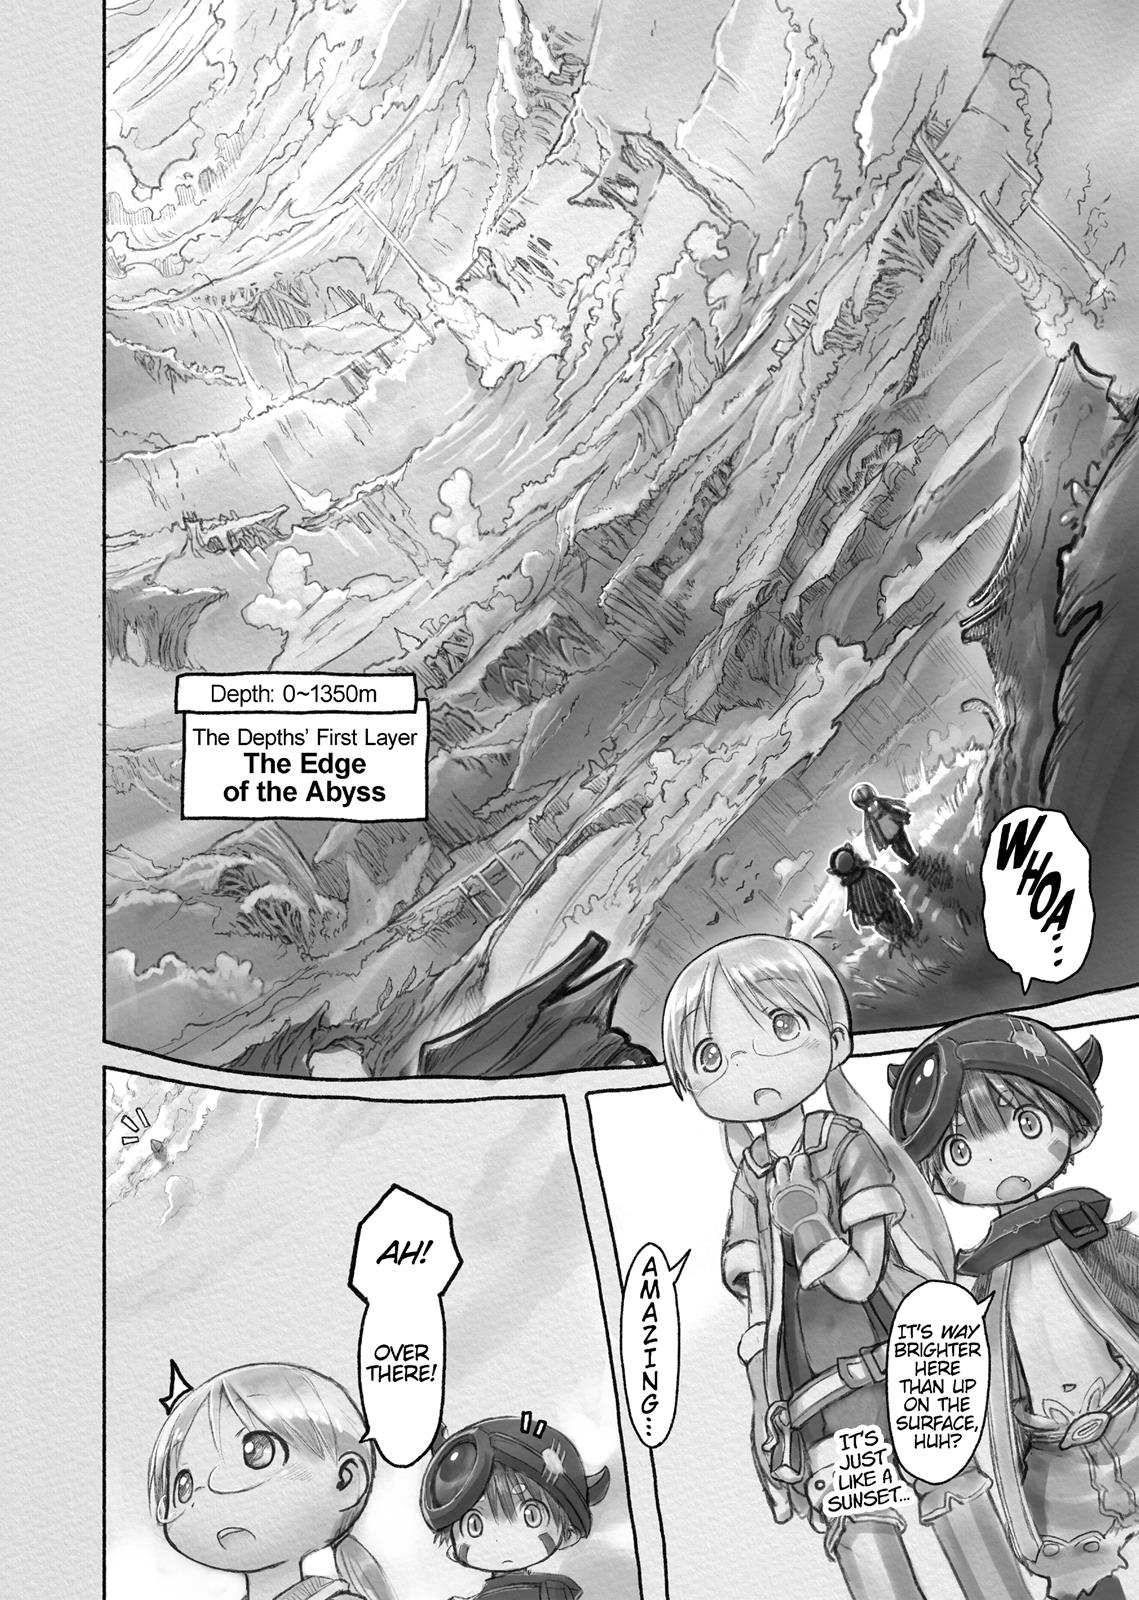 Depth: 0~1350m
The Depths' First Layer
The Edge
of the Abyss
WHOA...
IT'S WAY
BRIGHTER
HERE
THAN UP
ON THE
SURFACE,
HUH?
IT'S
JUST
LIKE A
SUNSET...
AMAZING...
AH!
OVER
THERE!